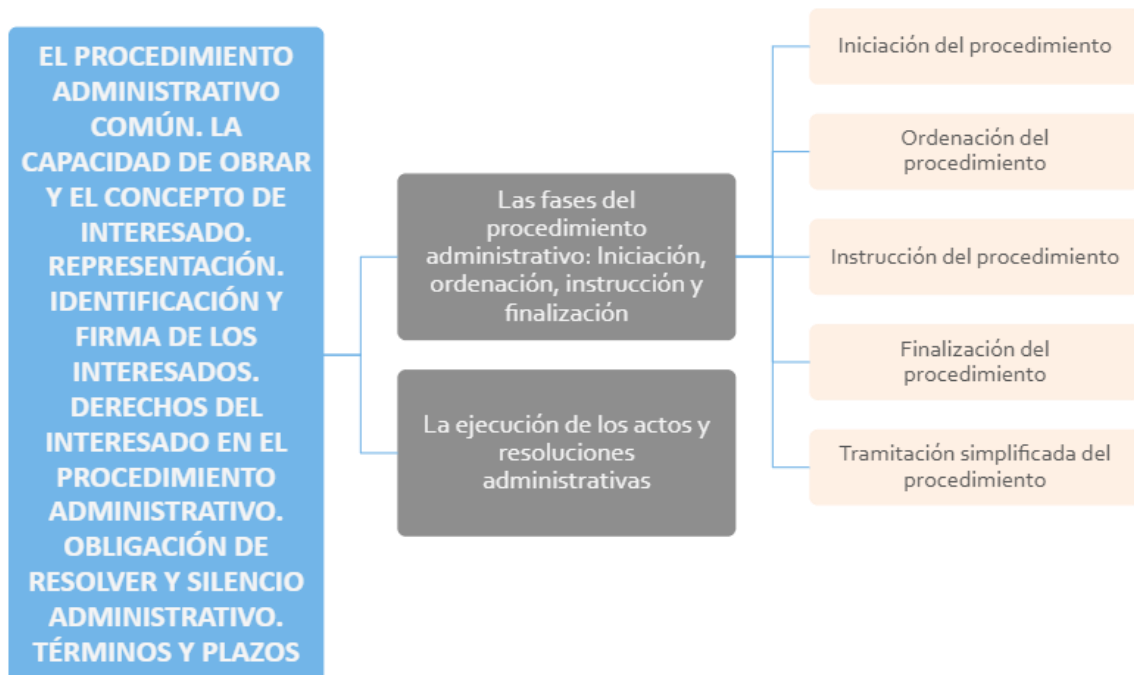 EL PROCEDIMIENTO
ADMINISTRATIVO
COMÚN. LA
CAPACIDAD DE OBRAR
Y EL CONCEPTO DE
INTERESADO.
REPRESENTACIÓN.
IDENTIFICACIÓN Y
FIRMA DE LOS
INTERESADOS.
DERECHOS DEL
INTERESADO EN EL
PROCEDIMIENTO
ADMINISTRATIVO.
OBLIGACIÓN DE
RESOLVER Y SILENCIO
ADMINISTRATIVO.
TÉRMINOS Y PLAZOS
Las fases del
procedimiento
administrativo: Iniciación,
ordenación, instrucción y
finalización
La ejecución de los actos y
resoluciones
administrativas
Iniciación del procedimiento
Ordenación del
procedimiento
Instrucción del procedimiento
Finalización del
procedimiento
Tramitación simplificada del
procedimiento